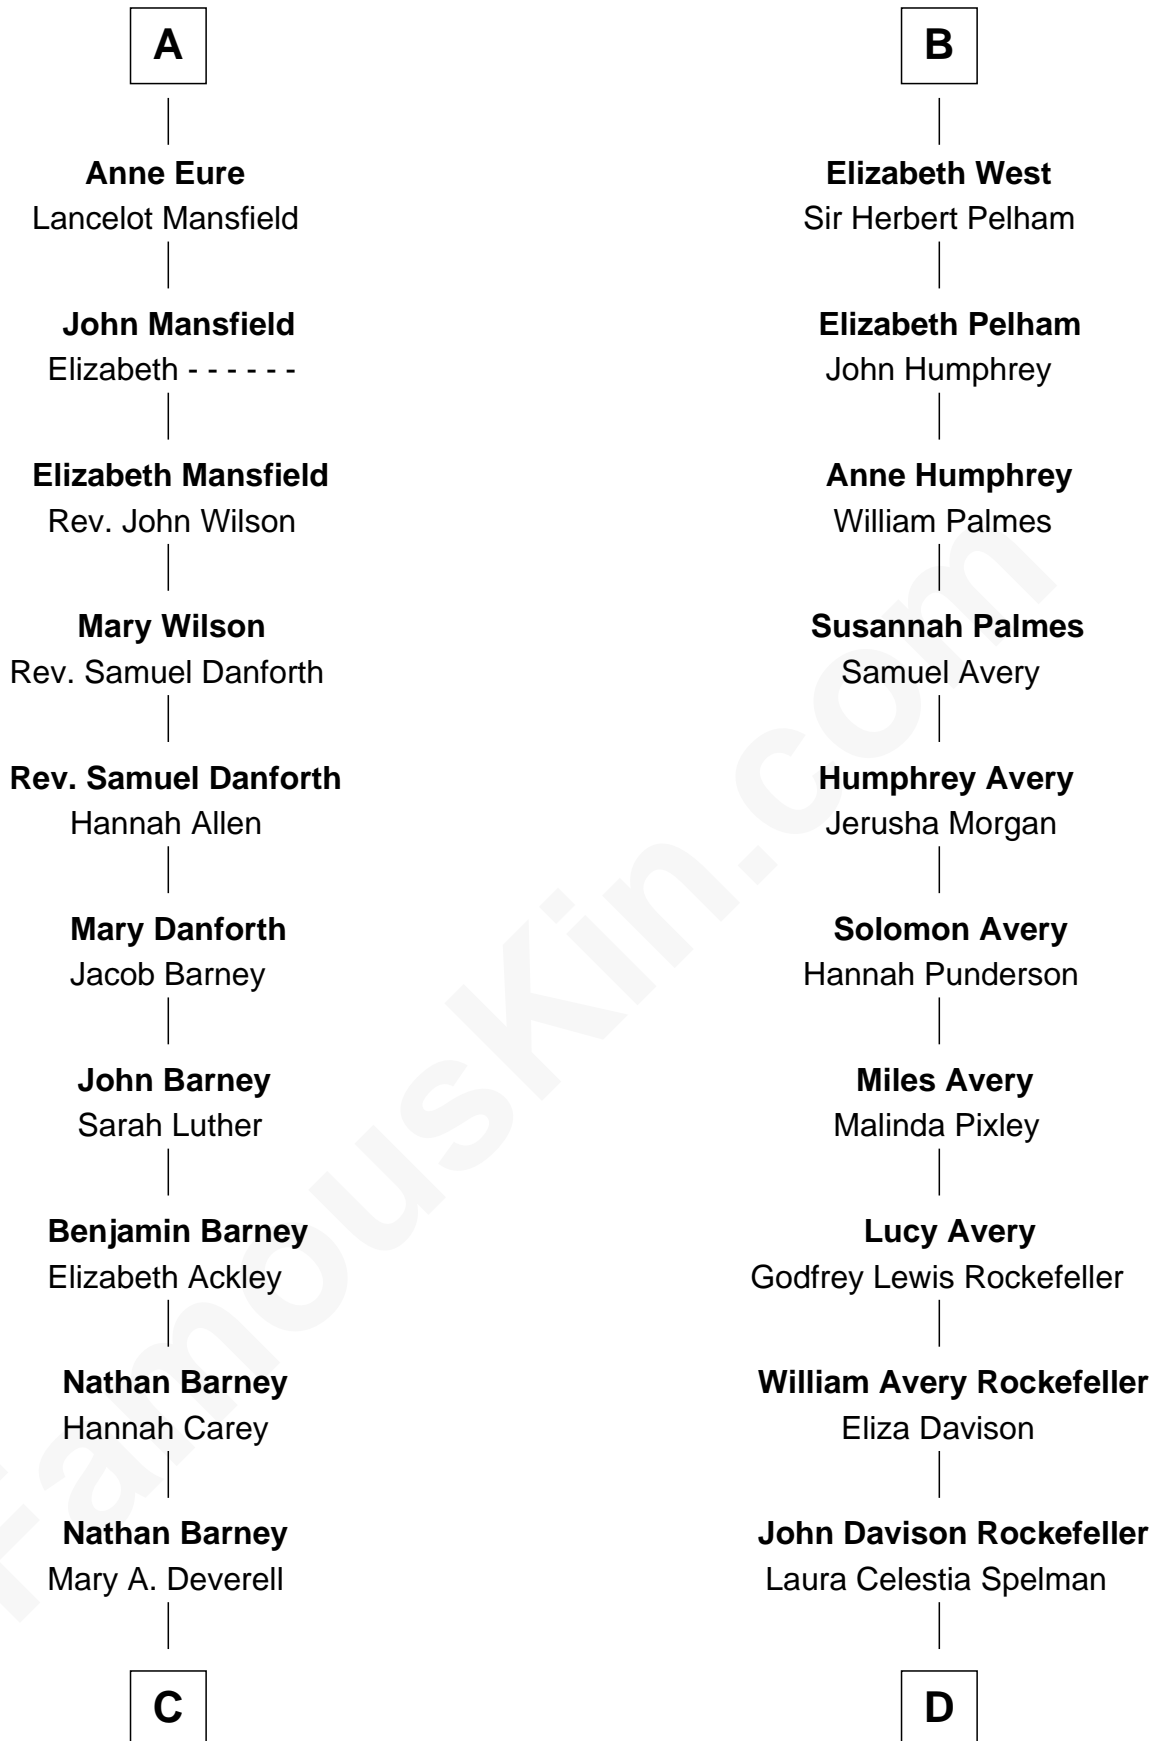 A
Anne Eure
Lancelot Mansfield
John Mansfield
Elizabeth - - - - - -
Elizabeth Mansfield
Rev. John Wilson
Mary Wilson
Rev. Samuel Danforth
Rev. Samuel Danforth
Hannah Allen
Mary Danforth
Jacob Barney
John Barney
Sarah Luther
Benjamin Barney
Elizabeth Ackley
Nathan Barney
Hannah Carey
Nathan Barney
Mary A. Deverell
C
B
Elizabeth West
Sir Herbert Pelham
Elizabeth Pelham
John Humphrey
Anne Humphrey
William Palmes
Susannah Palmes
Samuel Avery
Humphrey Avery
Jerusha Morgan
Solomon Avery
Hannah Punderson
Miles Avery
Malinda Pixley
Lucy Avery
Godfrey Lewis Rockefeller
William Avery Rockefeller
Eliza Davison
John Davison Rockefeller
Laura Celestia Spelman
D
FamousKin.com